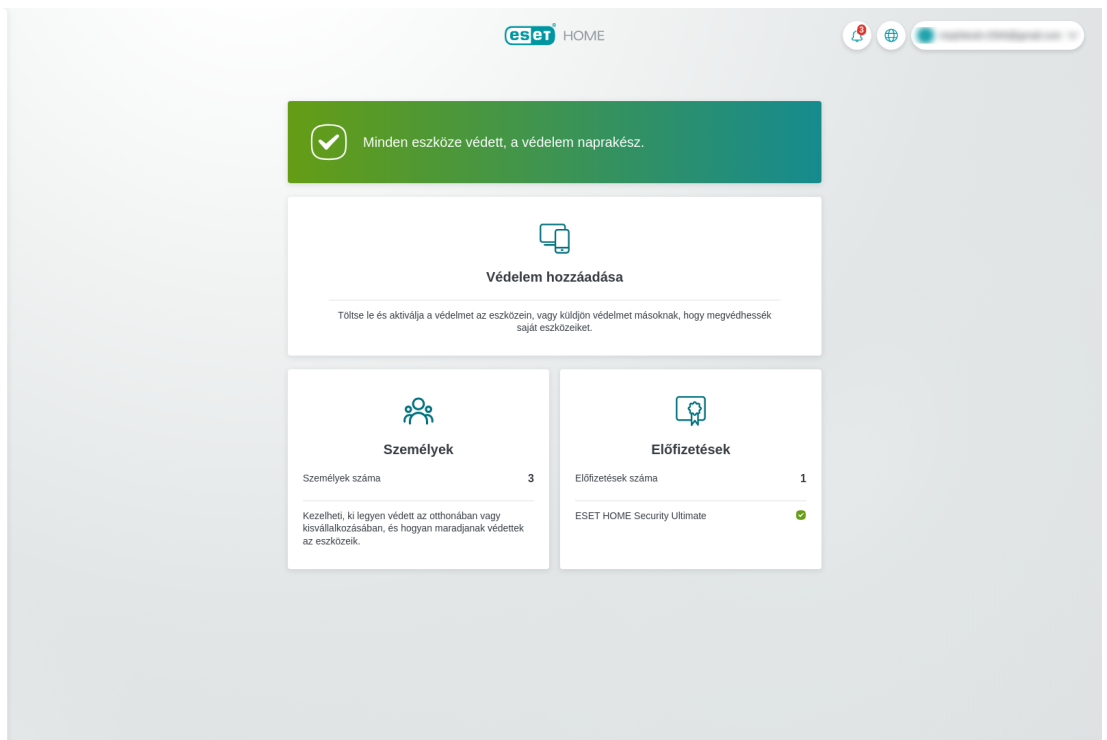 eset HOME
3
Minden eszköze védett, a védelem naprakész.
Védelem hozzáadása
Töltse le és aktiválja a védelmet az eszközein, vagy küldjön védelmet másoknak, hogy megvédhessék
saját eszközeiket.
Személyek
Személyek száma 3
Kezelheti, ki legyen védett az otthonában vagy
kisvállalkozásában, és hogyan maradjanak védettek
az eszközeik.
Előfizetések
Előfizetések száma 1
ESET HOME Security Ultimate